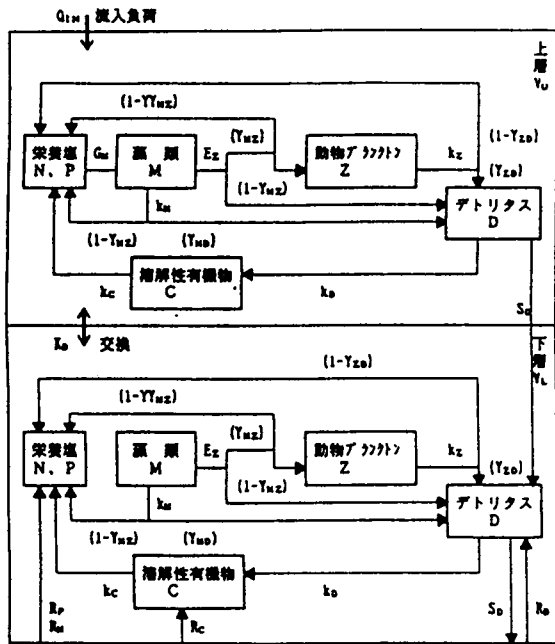 Q_IN 流入負荷
上層
V_U
(1-YY_MZ)
(Y_MZ)
(1-Y_ZD)
栄養塩
N、P
G_M
藻 類
M
E_Z
動物プランクトン
Z
k_Z
(Y_ZD)
(1-Y_MZ)
k_M
デトリタス
D
(1-Y_MZ)
(Y_MD)
溶解性有機物
C
k_C
k_D
S_D
K_D
交換
下層
V_L
(1-Y_ZD)
(1-YY_MZ)
(Y_MZ)
栄養塩
N、P
藻 類
M
E_Z
動物プランクトン
Z
k_Z
(Y_ZD)
(1-Y_MZ)
k_M
デトリタス
D
(1-Y_MZ)
(Y_MD)
溶解性有機物
C
k_C
k_D
R_P
R_N
R_C
S_D
R_D